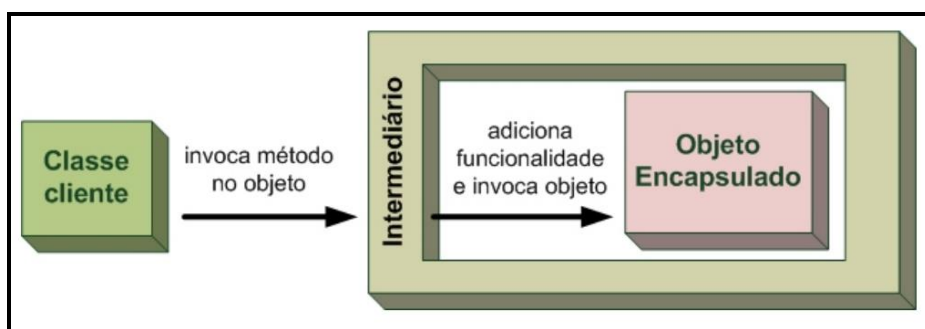 Classe
cliente
invoca método
no objeto
Intermediário
adiciona
funcionalidade
e invoca objeto
Objeto
Encapsulado